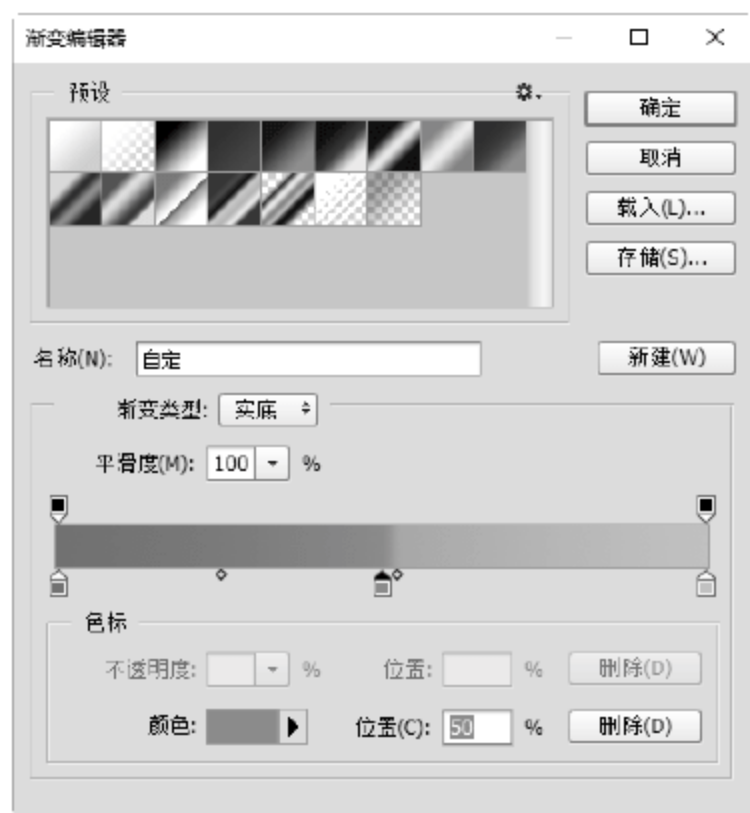 渐变编辑器
预设
确定
取消
载入(L)...
存储(S)...
名称(N): 自定
新建(W)
渐变类型: 实底
平滑度(M): 100 %
色标
不透明度: % 位置: % 删除(D)
颜色: 位置(C): 50 % 删除(D)